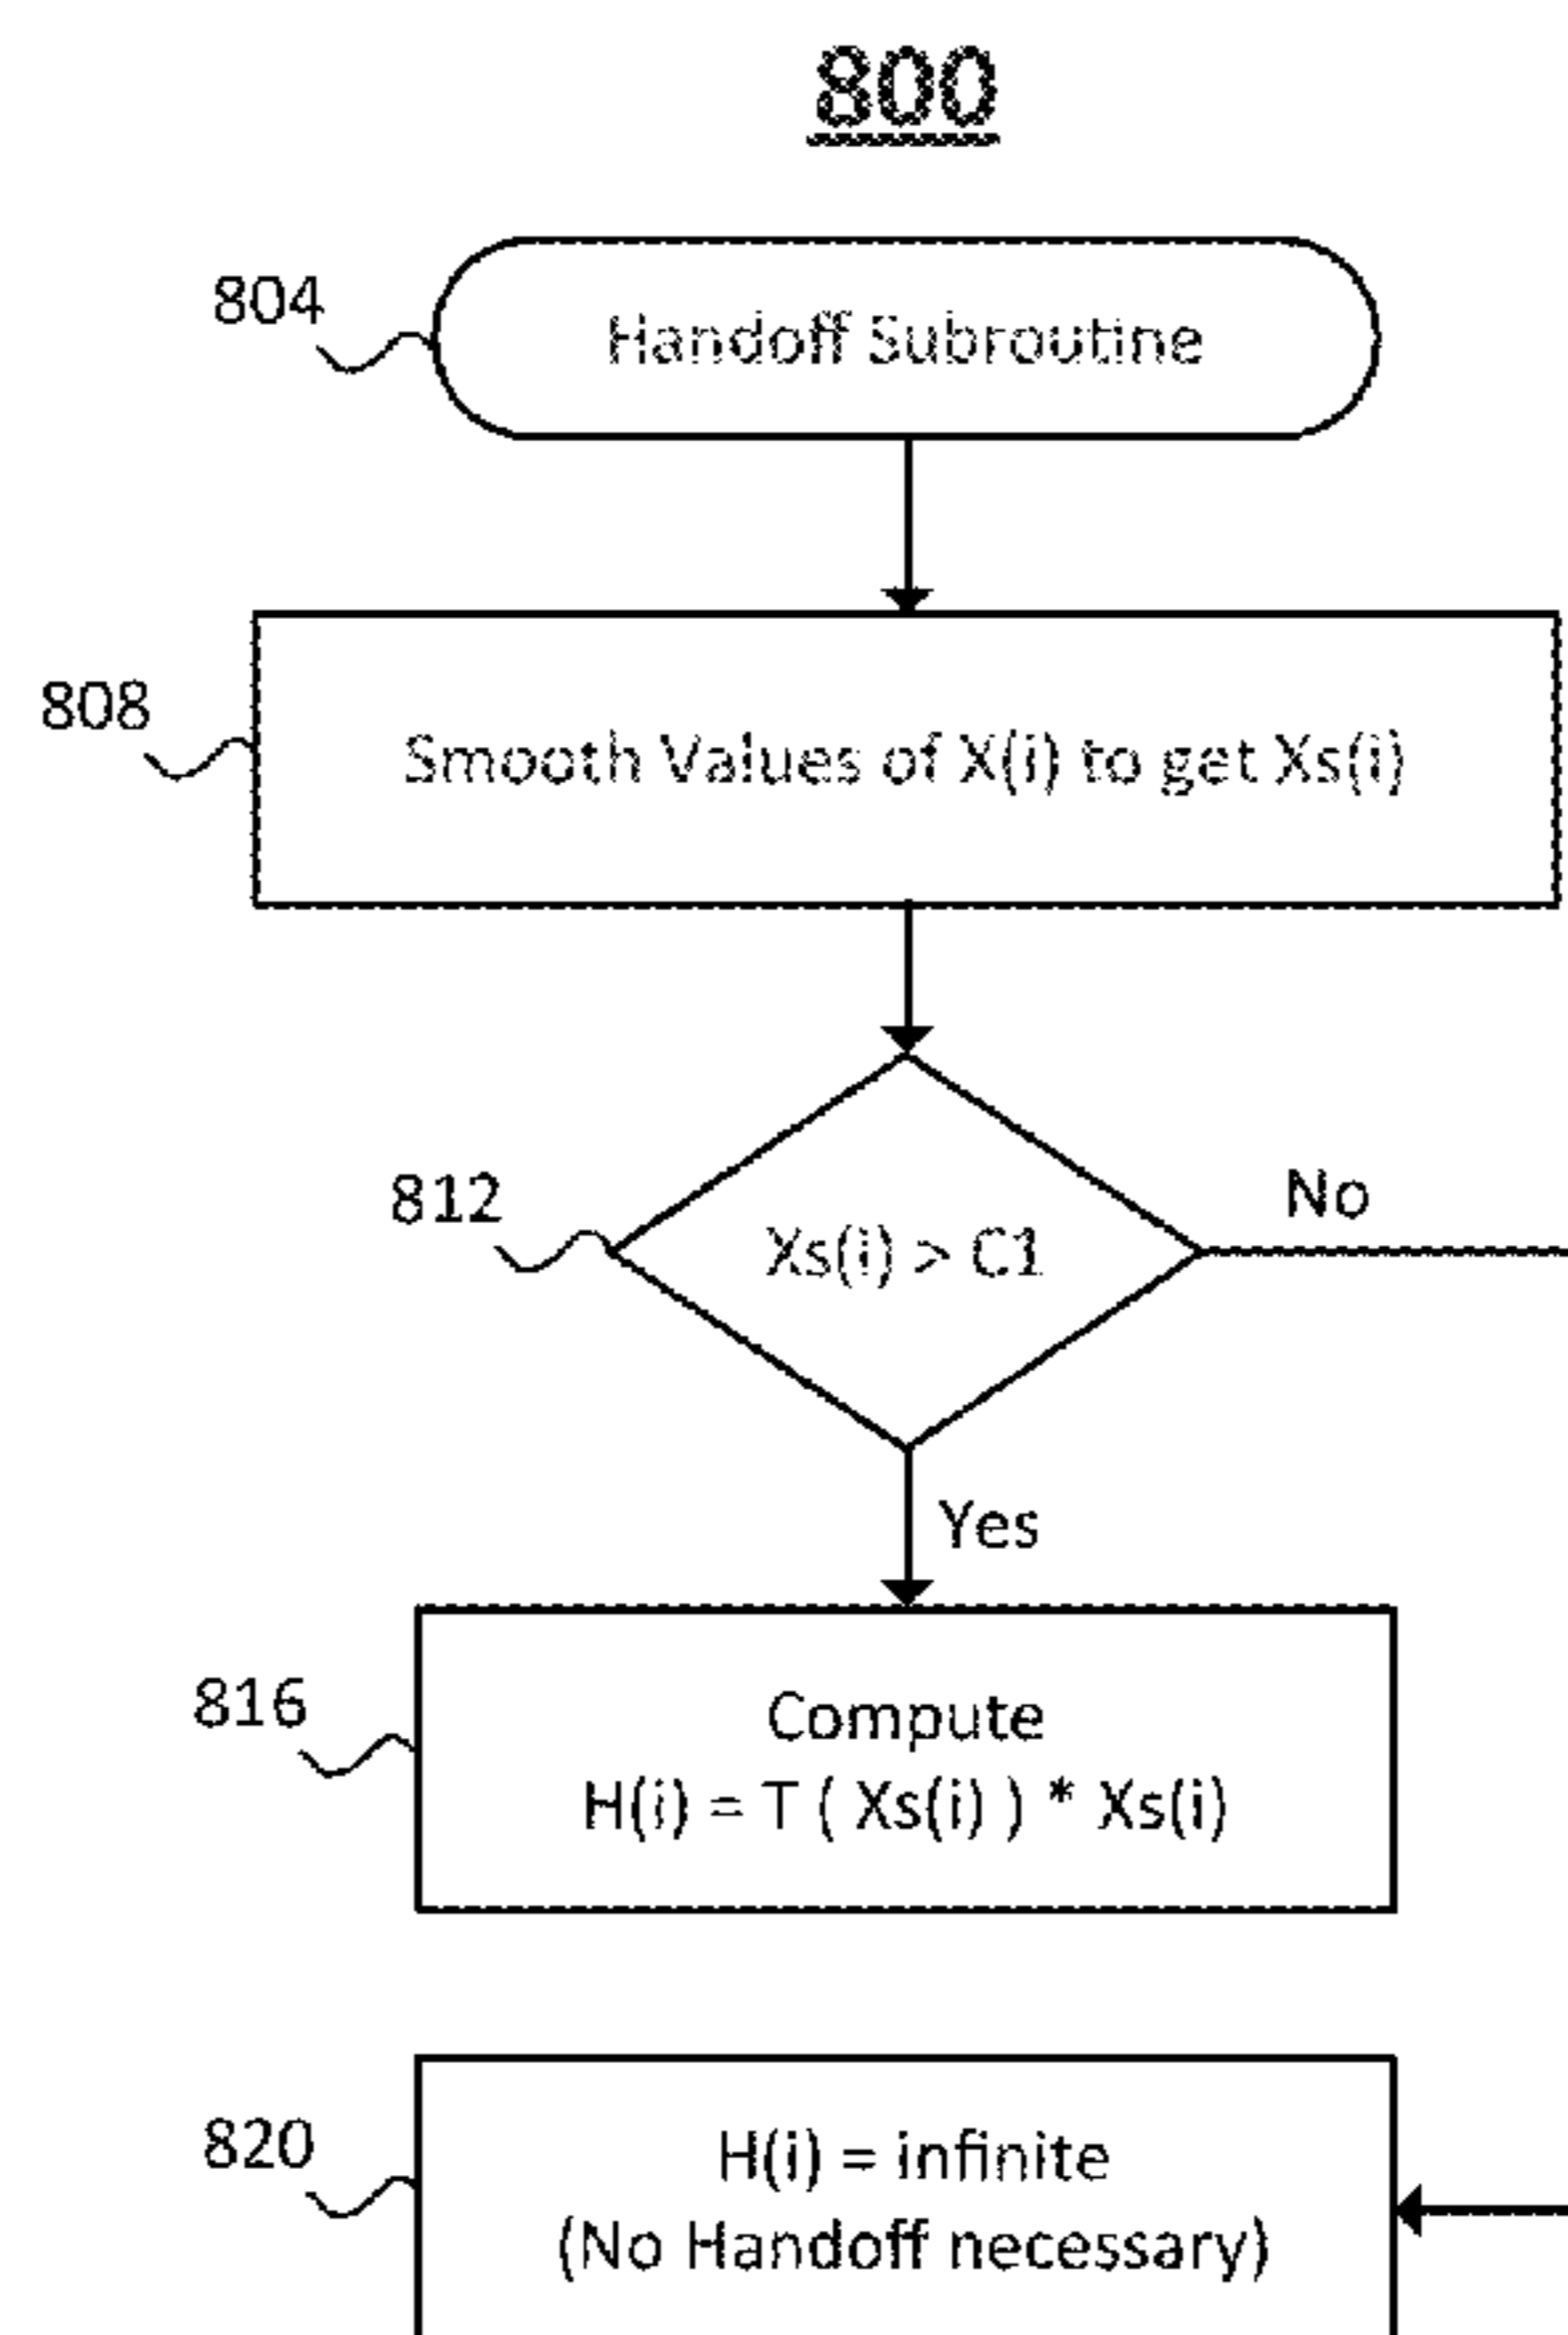 800
804
Handoff Subroutine
808
Smooth Values of X(i) to get Xs(i)
812
Xs(i) > C1
No
Yes
816
Compute
H(i) = T ( Xs(i) ) * Xs(i)
820
H(i) = infinite
(No Handoff necessary)